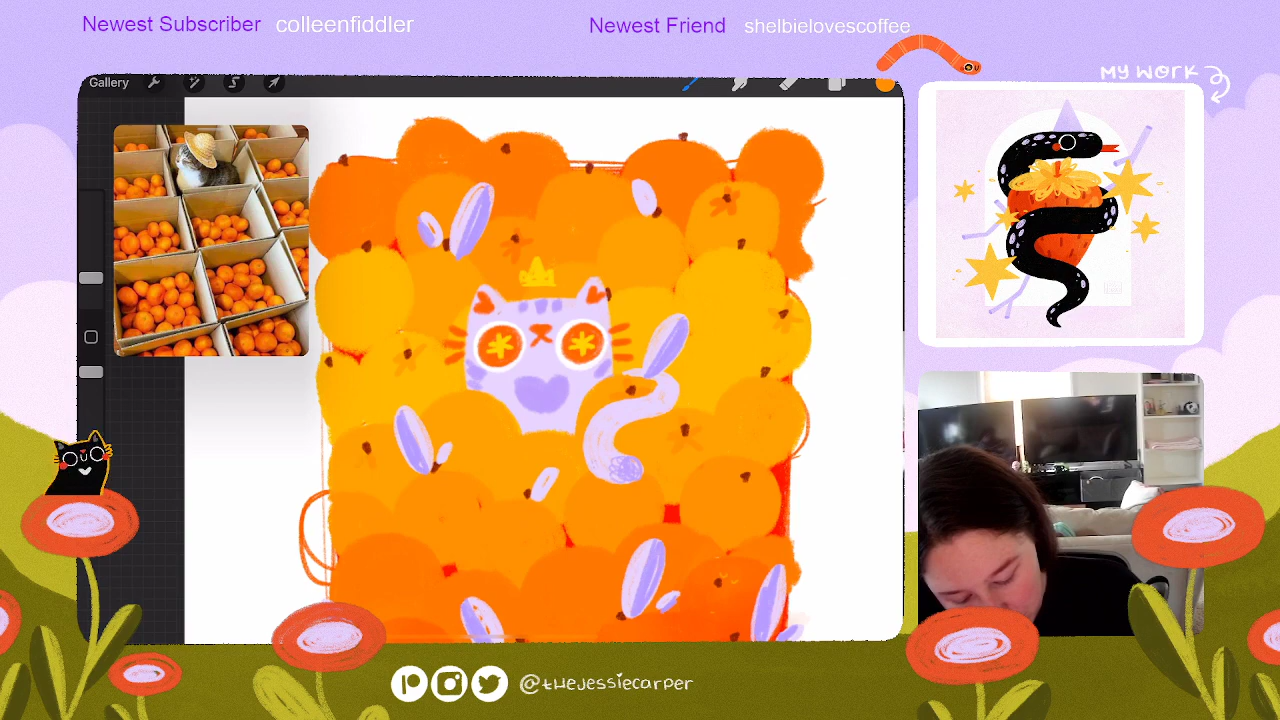 Newest Subscriber colleenfiddler Newest Friend shelbielovescoffee
MY WORK
Gallery
@theJessiecarper